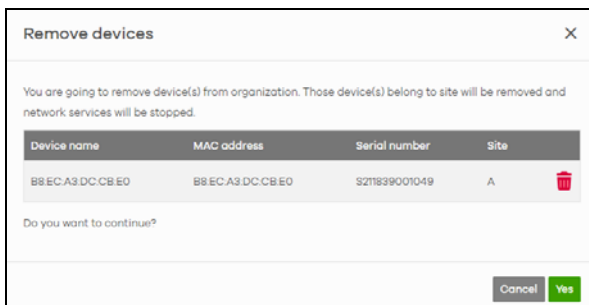 Remove devices
You are going to remove device(s) from organization. Those device(s) belong to site will be removed and
network services will be stopped.
Device name MAC address Serial number Site
B8:EC:A3:DC:CB:E0 B8:EC:A3:DC:CB:E0 S211839001049 A
Do you want to continue?
Cancel Yes